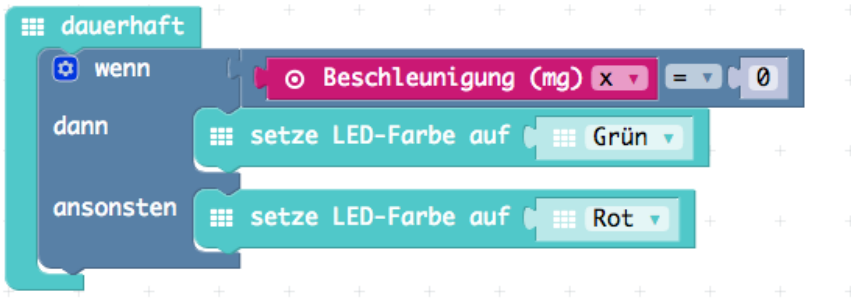 dauerhaft
wenn Beschleunigung (mg) x = 0
dann setze LED-Farbe auf Grün
ansonsten setze LED-Farbe auf Rot